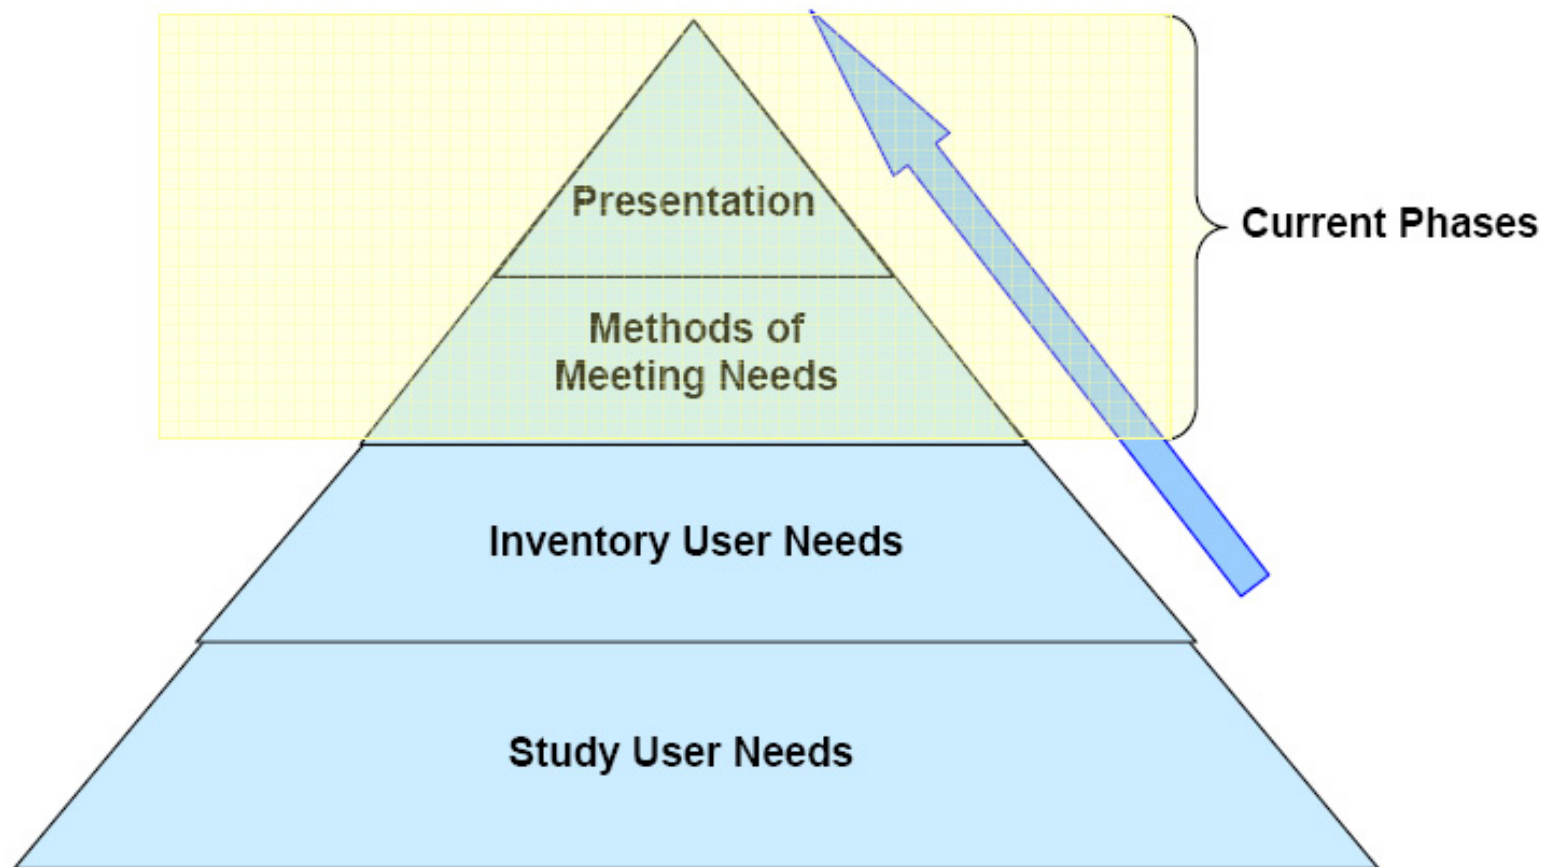 Presentation
Current Phases
Methods of
Meeting Needs
Inventory User Needs
Study User Needs